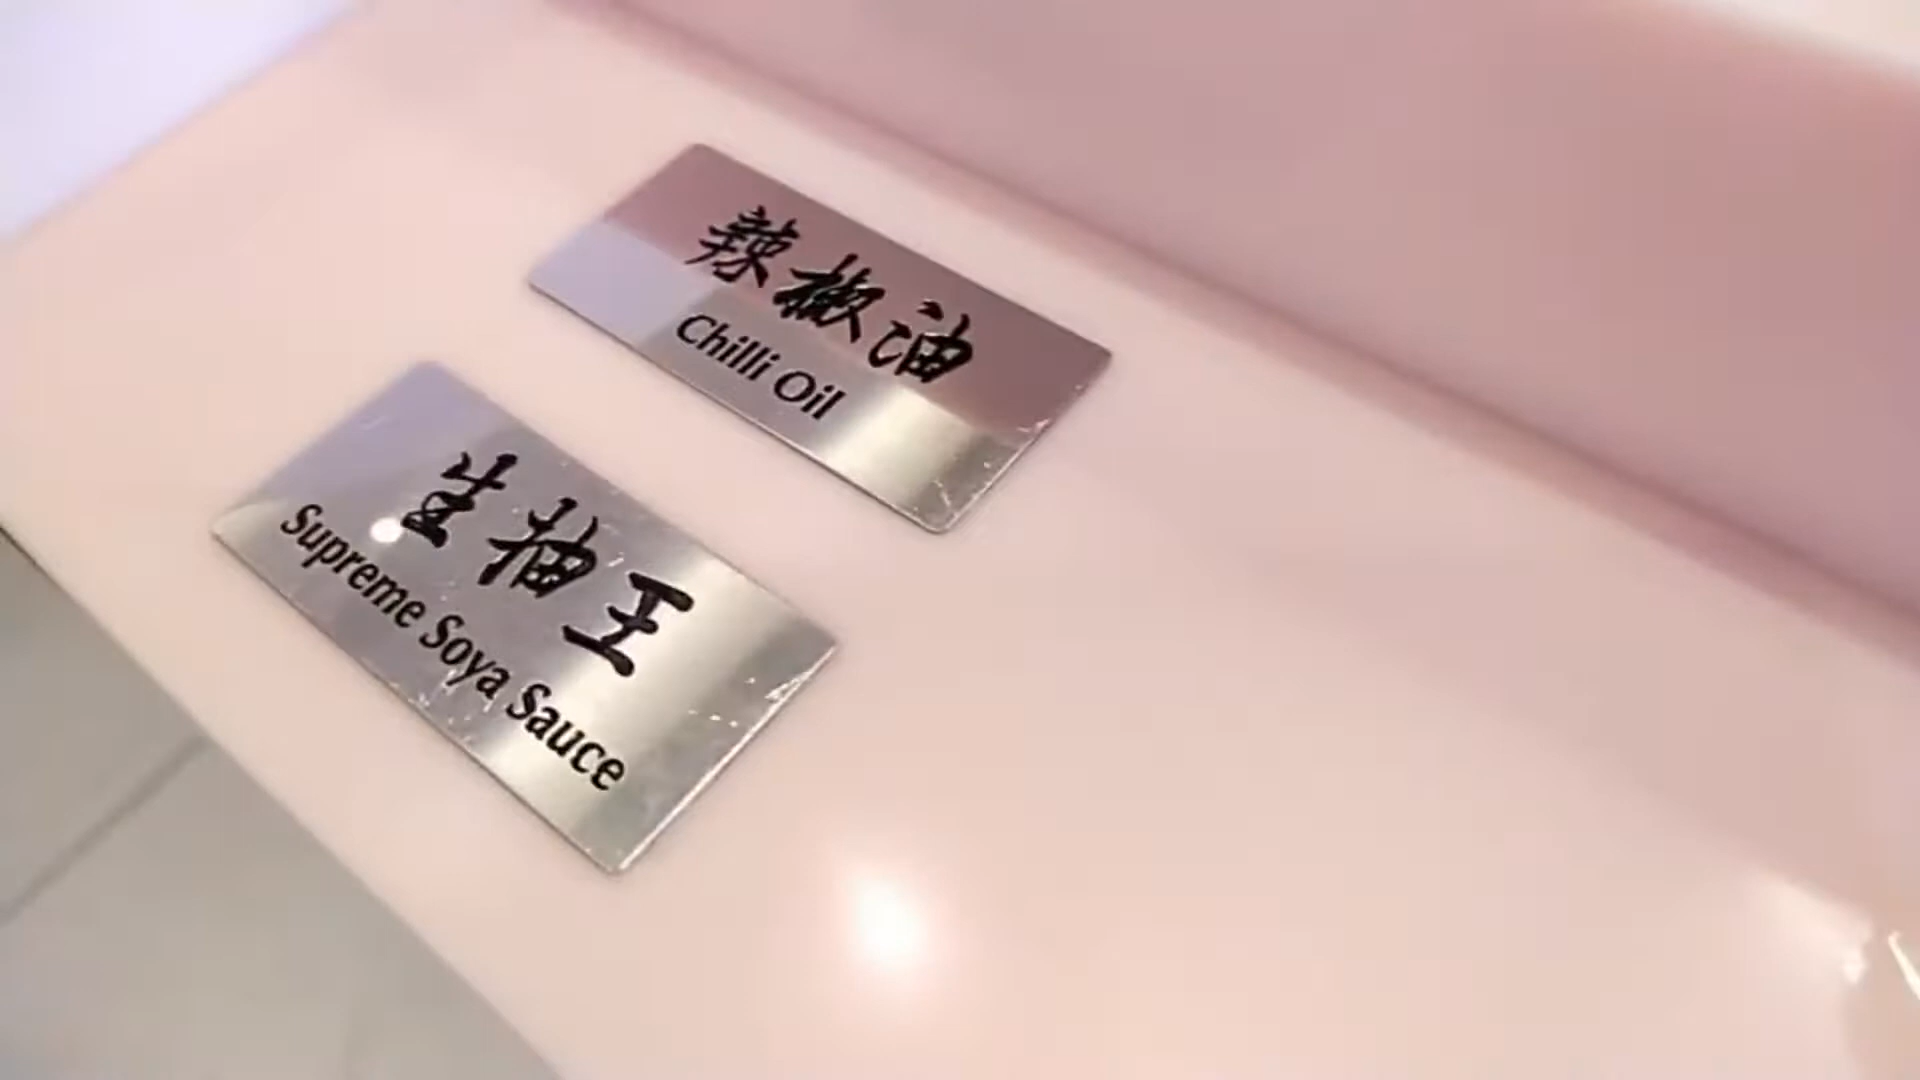 辣椒油
Chilli Oil
生抽王
Supreme Soya Sauce